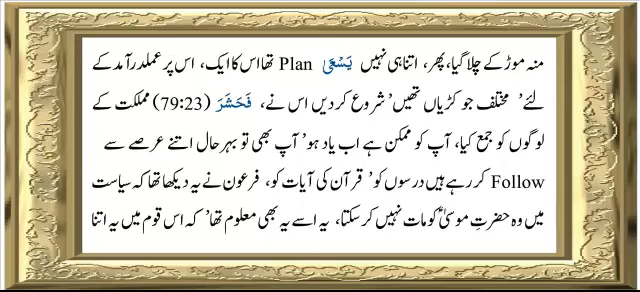 منہ موڑ کے چلا گیا، پھر، اتنا ہی نہیں یَسْعٰی Plan تھا اس کا ایک، اس پر عملدرآمد کے
لئے’ مختلف جو کڑیاں تھیں’ شروع کر دیں اس نے، فَحَشَرَ (79:23) مملکت کے
لوگوں کو جمع کیا، آپ کو ممکن ہے اب یاد ہو’ آپ بھی تو بہرحال اتنے عرصے سے
Follow کر رہے ہیں درسوں کو’ قرآن کی آیات کو، فرعون نے یہ دیکھا تھا کہ سیاست
میں وہ حضرتِ موسیٰؑ کو مات نہیں کر سکتا، یہ اسے یہ بھی معلوم تھا’ کہ اس قوم میں یہ اتنا